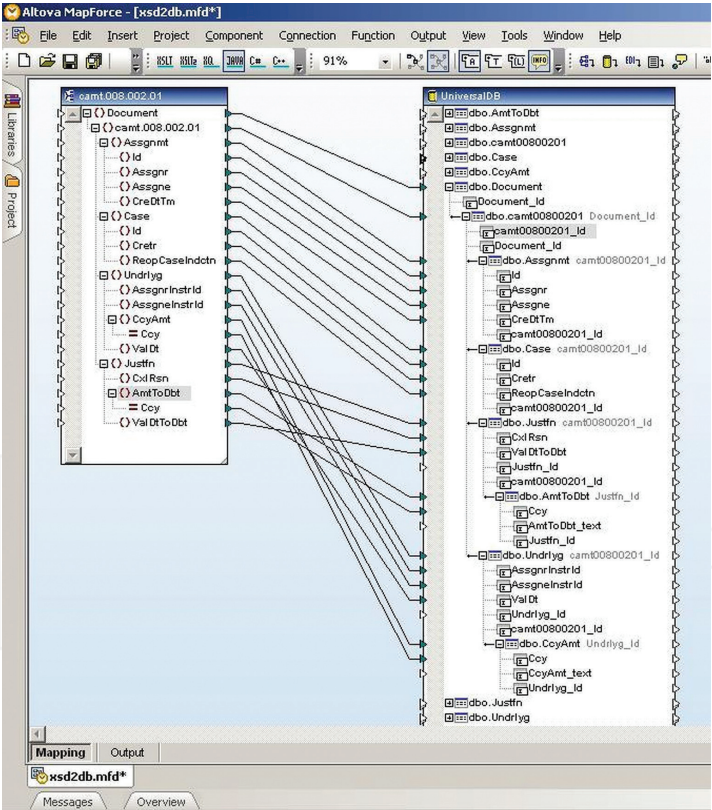 Altova MapForce - [xsd2db.mfd*]
File Edit Insert Project Component Connection Function Output View Tools Window Help
XSLT XSLT2 XQ JAVA C# C++ 91% INFO
Libraries
Project
camt.008.002.01
Document
camt.008.002.01
Assgnmt
Id
Assgnr
Assgne
CreDtTm
Case
Id
Cretr
ReopCaseIndctn
Undrlyg
AssgnrInstrId
AssgneInstrId
CcyAmt
Ccy
ValDt
Justfn
CxlRsn
AmtToDbt
Ccy
ValDtToDbt
UniversalDB
dbo.AmtToDbt
dbo.Assgnmt
dbo.camt00800201
dbo.Case
dbo.CcyAmt
dbo.Document
Document_Id
dbo.camt00800201 Document_Id
camt00800201_Id
Document_Id
dbo.Assgnmt camt00800201_Id
Id
Assgnr
Assgne
CreDtTm
camt00800201_Id
dbo.Case camt00800201_Id
Id
Cretr
ReopCaseIndctn
camt00800201_Id
dbo.Justfn camt00800201_Id
CxlRsn
ValDtToDbt
Justfn_Id
camt00800201_Id
dbo.AmtToDbt Justfn_Id
Ccy
AmtToDbt_text
Justfn_Id
dbo.Undrlyg camt00800201_Id
AssgnrInstrId
AssgneInstrId
ValDt
Undrlyg_Id
camt00800201_Id
dbo.CcyAmt Undrlyg_Id
Ccy
CcyAmt_text
Undrlyg_Id
dbo.Justfn
dbo.Undrlyg
Mapping Output
xsd2db.mfd*
Messages Overview